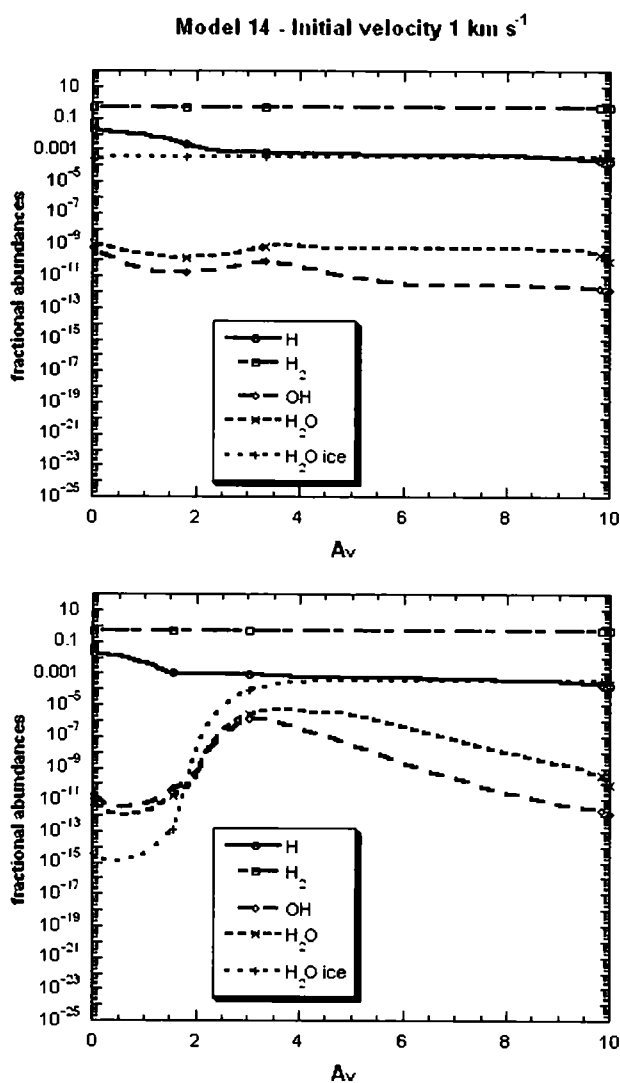 Model 14 - Initial velocity 1 km s⁻¹
fractional abundances
10
0.1
0.001
10⁻⁵
10⁻⁷
10⁻⁹
10⁻¹¹
10⁻¹³
10⁻¹⁵
10⁻¹⁷
10⁻¹⁹
10⁻²¹
10⁻²³
10⁻²⁵
H
H₂
OH
H₂O
H₂O ice
0 2 4 6 8 10
Av
fractional abundances
10
0.1
0.001
10⁻⁵
10⁻⁷
10⁻⁹
10⁻¹¹
10⁻¹³
10⁻¹⁵
10⁻¹⁷
10⁻¹⁹
10⁻²¹
10⁻²³
10⁻²⁵
H
H₂
OH
H₂O
H₂O ice
0 2 4 6 8 10
Av